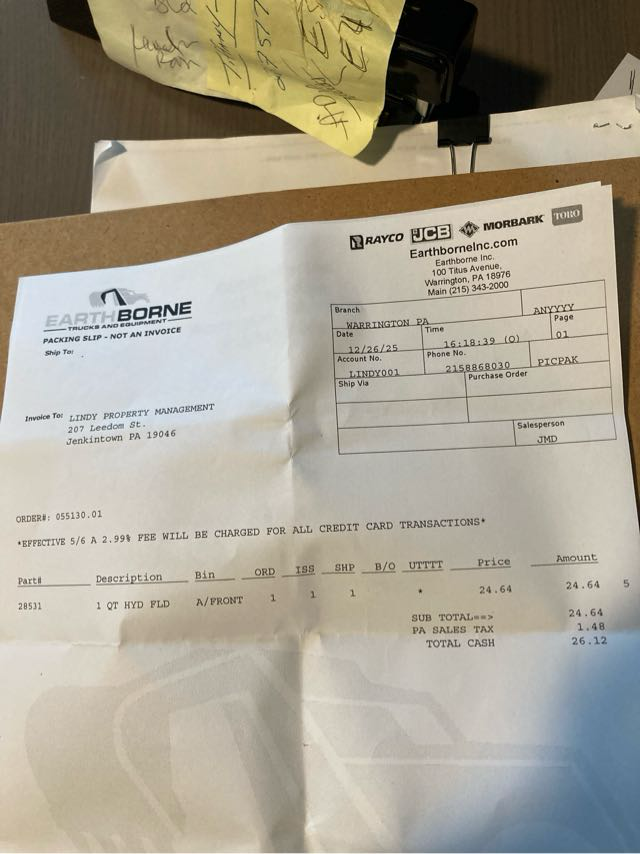 RAYCO JCB MORBARK TORO
EarthborneInc.com
Earthborne Inc.
100 Titus Avenue,
Warrington, PA 18976
Main (215) 343-2000
EARTHBORNE
TRUCKS AND EQUIPMENT
PACKING SLIP - NOT AN INVOICE
Ship To:
Branch
WARRINGTON PA ANYYYY
Date Time Page
12/26/25 16:18:39 (O) 01
Account No. Phone No.
LINDY001 2158868030 PICPAK
Ship Via Purchase Order
Salesperson
JMD
Invoice To: LINDY PROPERTY MANAGEMENT
207 Leedom St.
Jenkintown PA 19046
ORDER#: 055130.01
*EFFECTIVE 5/6 A 2.99% FEE WILL BE CHARGED FOR ALL CREDIT CARD TRANSACTIONS*
Part# Description Bin ORD ISS SHP B/O UTTTT Price Amount
28531 1 QT HYD FLD A/FRONT 1 1 1 * 24.64 24.64 5
SUB TOTAL==> 24.64
PA SALES TAX 1.48
TOTAL CASH 26.12